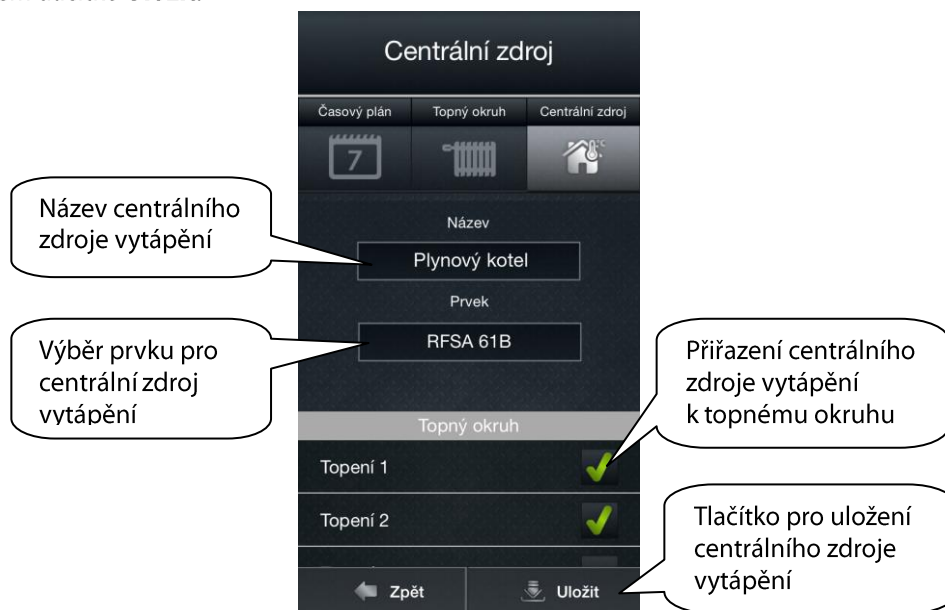 Centrální zdroj
Časový plán
Topný okruh
Centrální zdroj
7
°C
Název centrálního
zdroje vytápění
Název
Plynový kotel
Prvek
RFSA 61B
Výběr prvku pro
centrální zdroj
vytápění
Přiřazení centrálního
zdroje vytápění
k topnému okruhu
Topný okruh
Topení 1
Topení 2
Tlačítko pro uložení
centrálního zdroje
vytápění
Zpět
Uložit